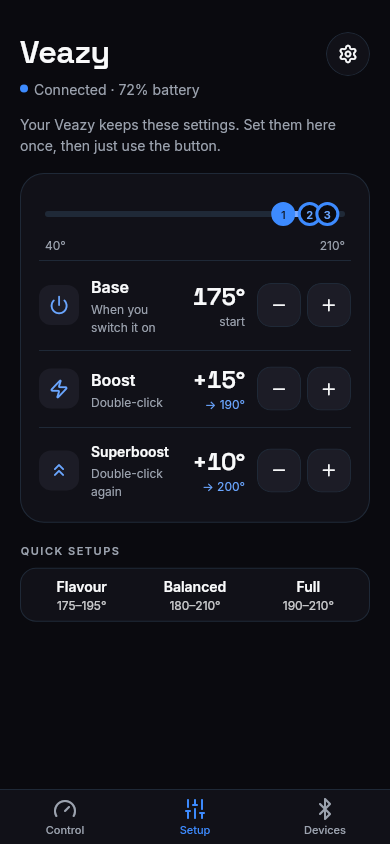 Veazy
Connected · 72% battery
Your Veazy keeps these settings. Set them here
once, then just use the button.
1 2 3
40° 210°
Base
When you
switch it on
175°
start
Boost
Double-click
+15°
→ 190°
Superboost
Double-click
again
+10°
→ 200°
QUICK SETUPS
Flavour Balanced Full
175–195° 180–210° 190–210°
Control Setup Devices